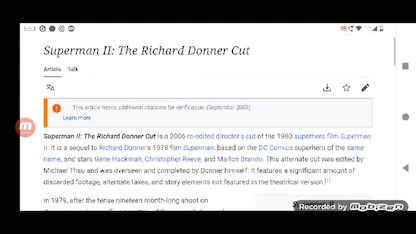 6:53
Superman II: The Richard Donner Cut
Article Talk
This article needs additional citations for verification. (September 2009)
Learn more
Superman II: The Richard Donner Cut is a 2006 re-edited director's cut of the 1980 superhero film Superman
II. It is a sequel to Richard Donner's 1978 film Superman, based on the DC Comics superhero of the same
name, and stars Gene Hackman, Christopher Reeve, and Marlon Brando. This alternate cut was edited by
Michael Thau and was overseen and completed by Donner himself. It features a significant amount of
discarded footage, alternate takes, and story elements not featured in the theatrical version.[1]
In 1979, after the tense nineteen month-long shoot on
Recorded by Mobizen